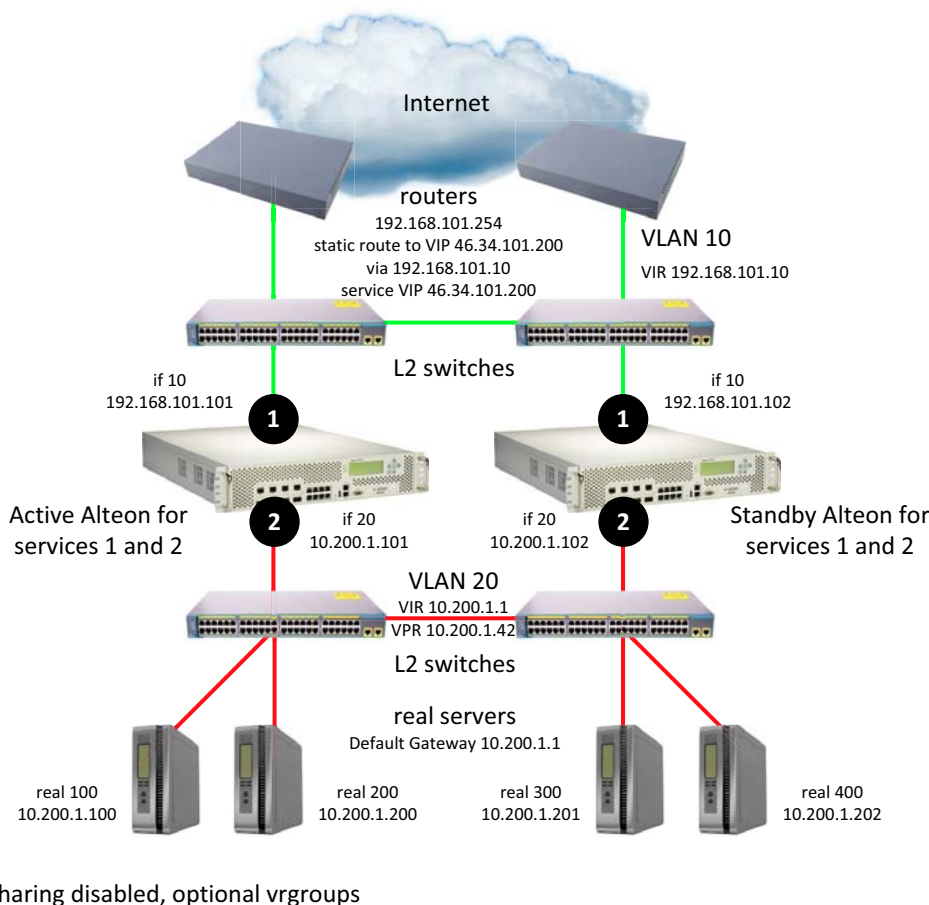 Internet
routers
192.168.101.254
static route to VIP 46.34.101.200
via 192.168.101.10
service VIP 46.34.101.200
VLAN 10
VIR 192.168.101.10
L2 switches
if 10
192.168.101.101
if 10
192.168.101.102
1
1
Active Alteon for
services 1 and 2
2
if 20
10.200.1.101
if 20
10.200.1.102
2
Standby Alteon for
services 1 and 2
VLAN 20
VIR 10.200.1.1
VPR 10.200.1.42
L2 switches
real servers
Default Gateway 10.200.1.1
real 100
10.200.1.100
real 200
10.200.1.200
real 300
10.200.1.201
real 400
10.200.1.202
haring disabled, optional vrgroups